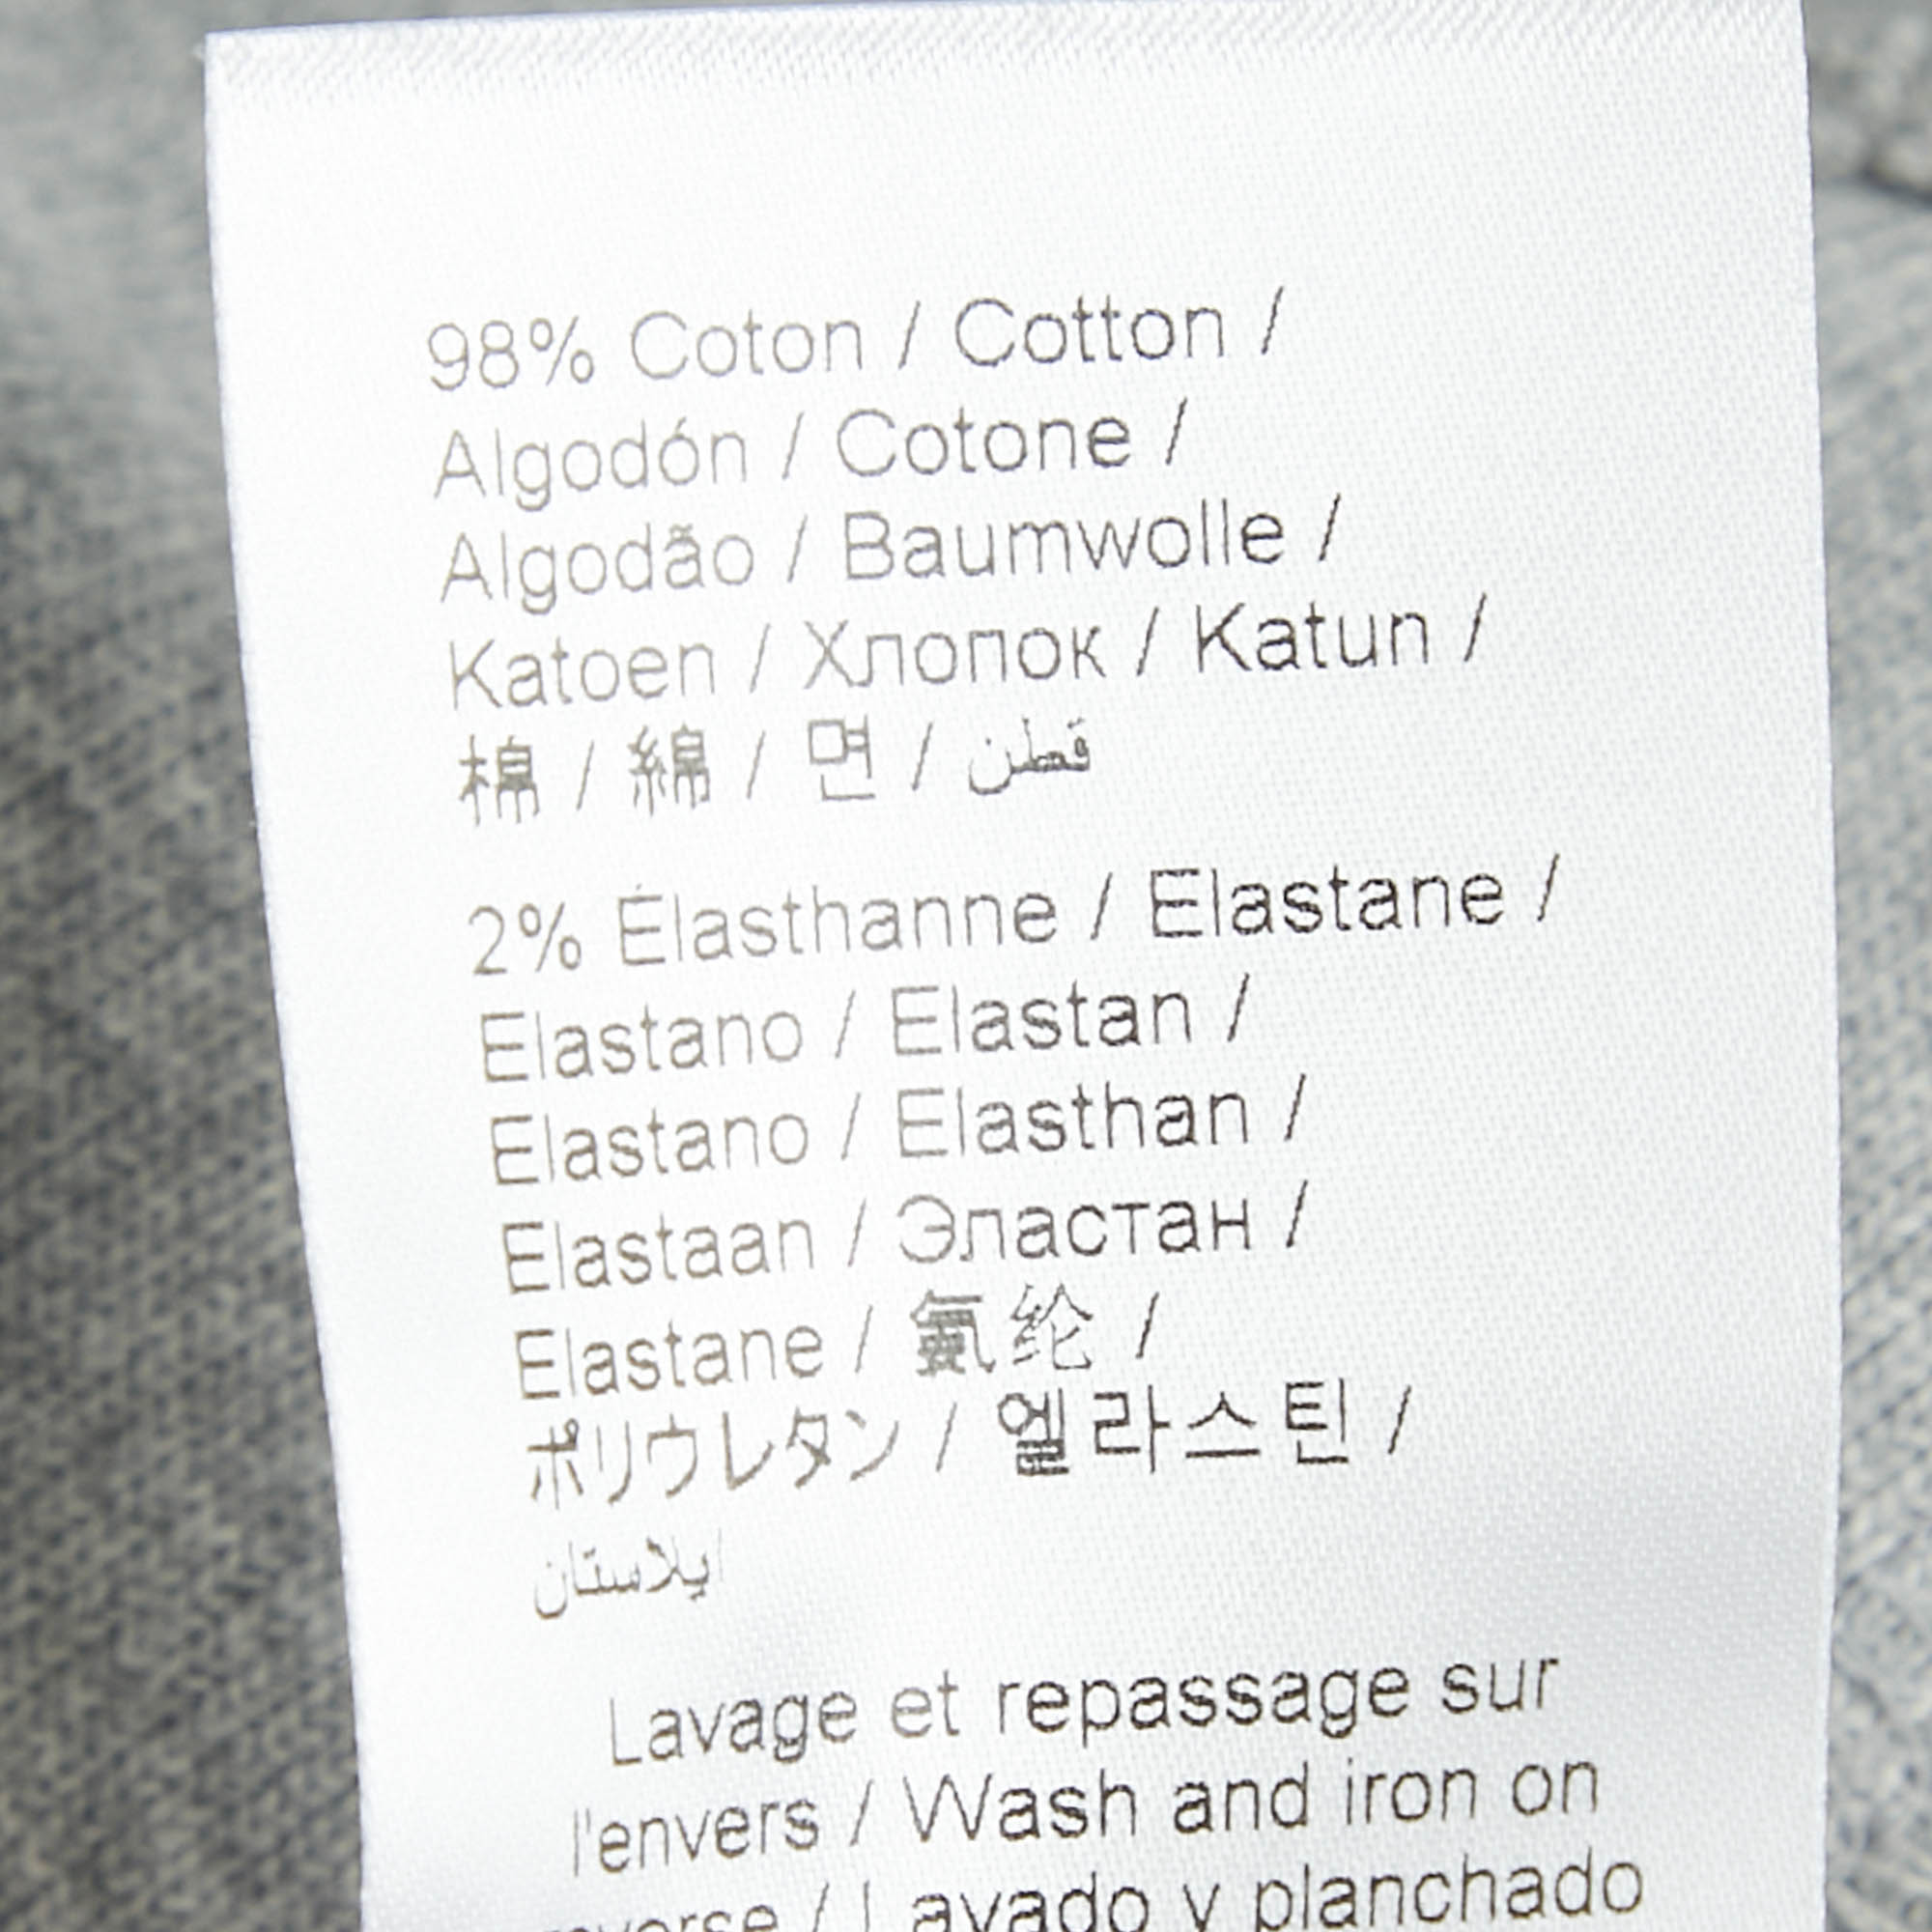 98% Coton / Cotton /
Algodón / Cotone /
Algodão / Baumwolle /
Katoen / Хлопок / Katun /
棉 / 綿 / 면 / قطن
2% Élasthanne / Elastane /
Elastano / Elastan /
Elastano / Elasthan /
Elastaan / Эластан /
Elastane / 氨纶 /
ポリウレタン / 엘라스틴 /
ايلاستان
Lavage et repassage sur
l'envers / Wash and iron on
/ Lavado y planchado